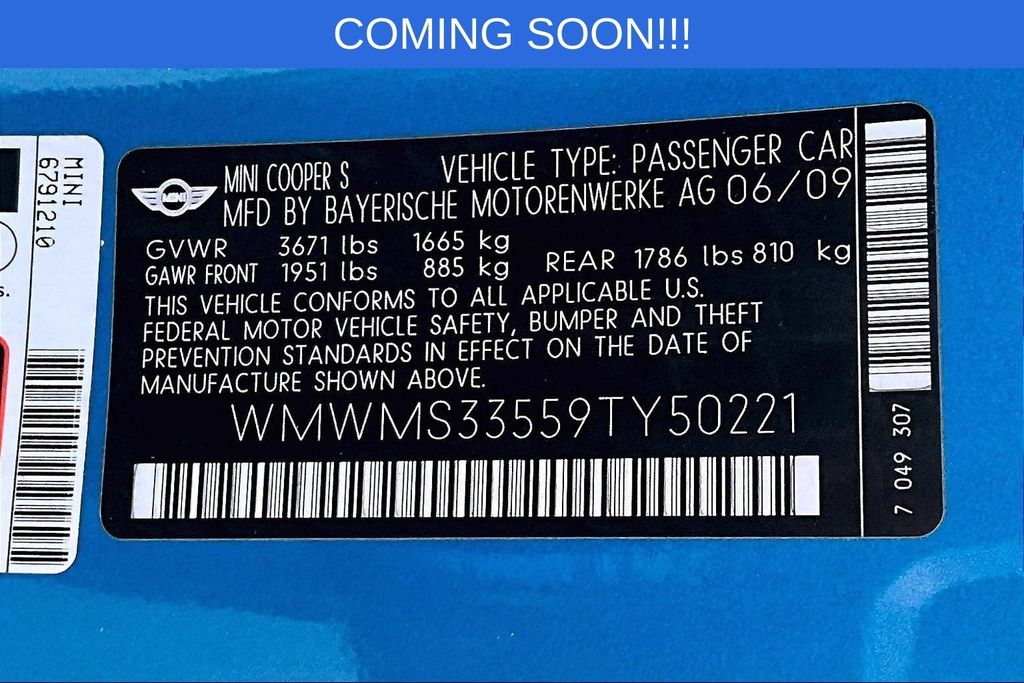 COMING SOON!!!
MINI
6791210
s.
MINI
MINI COOPER S VEHICLE TYPE: PASSENGER CAR
MFD BY BAYERISCHE MOTORENWERKE AG 06/09
GVWR 3671 lbs 1665 kg
GAWR FRONT 1951 lbs 885 kg REAR 1786 lbs 810 kg
THIS VEHICLE CONFORMS TO ALL APPLICABLE U.S.
FEDERAL MOTOR VEHICLE SAFETY, BUMPER AND THEFT
PREVENTION STANDARDS IN EFFECT ON THE DATE OF
MANUFACTURE SHOWN ABOVE.
WMWMS33559TY50221
7 049 307